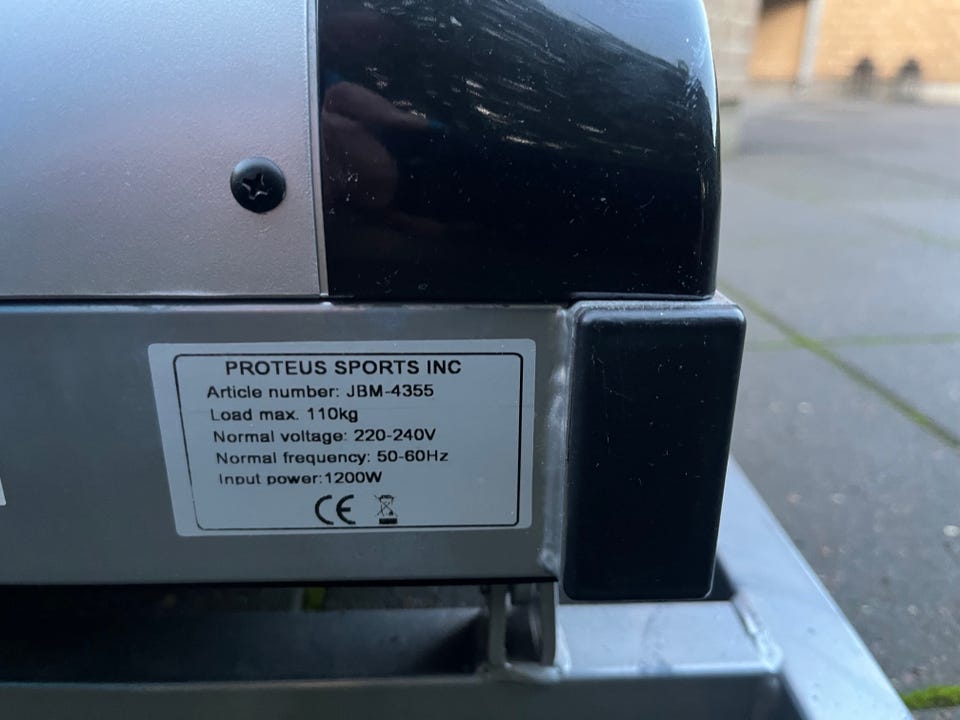 PROTEUS SPORTS INC
Article number: JBM-4355
Load max. 110kg
Normal voltage: 220-240V
Normal frequency: 50-60Hz
Input power:1200W
CE